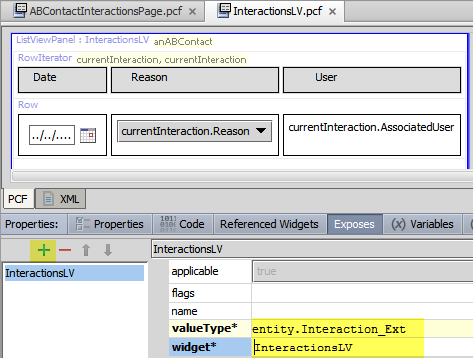 ABContactInteractionsPage.pcf × InteractionsLV.pcf ×
ListViewPanel : InteractionsLV anABContact
RowIterator currentInteraction, currentInteraction
Date Reason User
Row
../../.... currentInteraction.Reason currentInteraction.AssociatedUser
PCF XML
Properties: Properties Code Referenced Widgets Exposes (x) Variables
InteractionsLV
InteractionsLV
applicable true
flags
name
valueType* entity.Interaction_Ext
widget* InteractionsLV